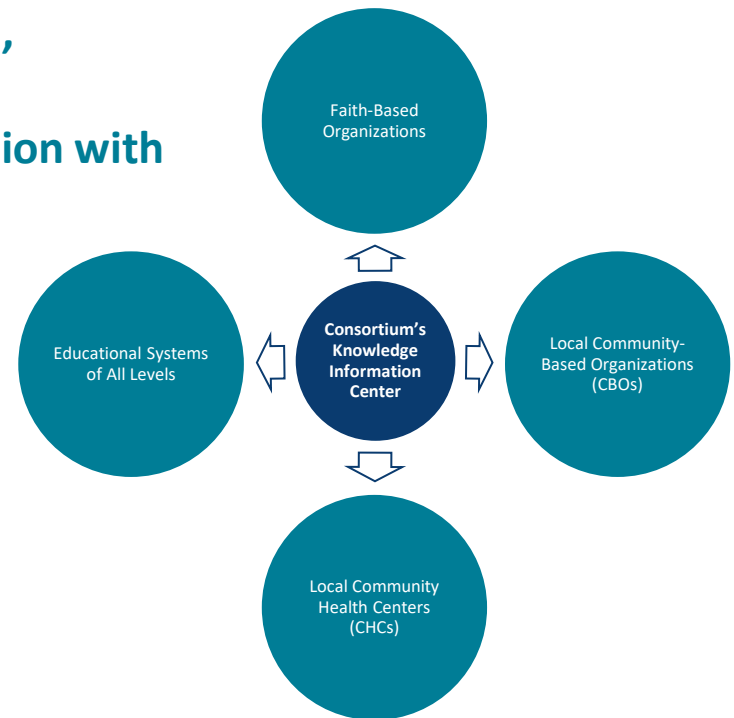 ,
ion with
Faith-Based
Organizations
Educational Systems
of All Levels
Consortium's
Knowledge
Information
Center
Local Community-
Based Organizations
(CBOs)
Local Community
Health Centers
(CHCs)